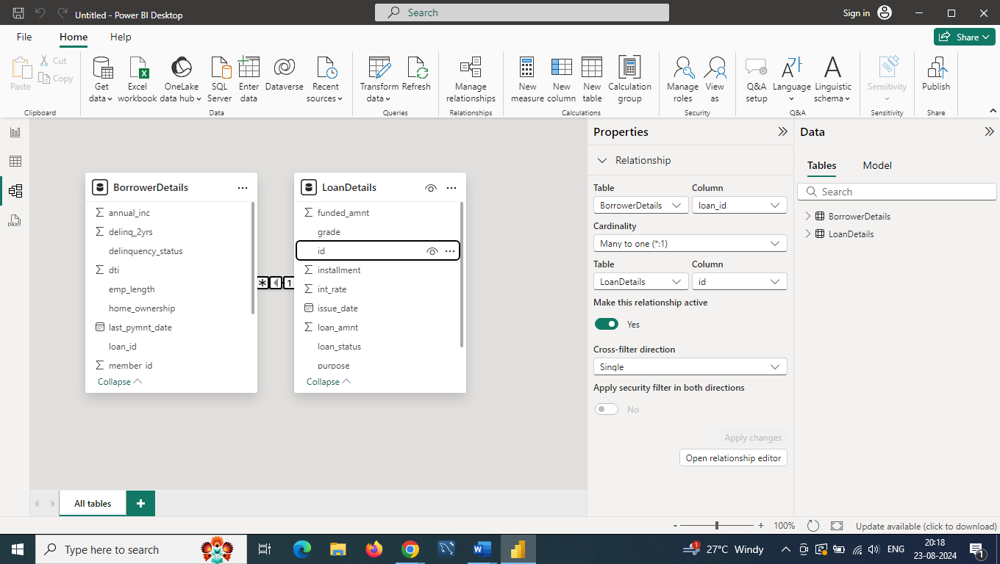 Untitled - Power BI Desktop
Search
Sign in
File
Home
Help
Share
Paste
Cut
Copy
Clipboard
Get data
Excel workbook
OneLake data hub
SQL Server
Enter data
Dataverse
Recent sources
Data
Transform data
Refresh
Queries
Manage relationships
Relationships
New measure
New column
New table
Calculation group
Calculations
Manage roles
View as
Security
Q&A setup
Language
Linguistic schema
Q&A
Sensitivity
Sensitivity
Publish
Share
DAX
BorrowerDetails
annual_inc
delinq_2yrs
delinquency_status
dti
emp_length
home_ownership
last_pymnt_date
loan_id
member_id
Collapse
* 1
LoanDetails
funded_amnt
grade
id
installment
int_rate
issue_date
loan_amnt
loan_status
purpose
Collapse
All tables
Properties
Relationship
Table Column
BorrowerDetails loan_id
Cardinality
Many to one (*:1)
Table Column
LoanDetails id
Make this relationship active
Yes
Cross-filter direction
Single
Apply security filter in both directions
No
Apply changes
Open relationship editor
Data
Tables Model
Search
BorrowerDetails
LoanDetails
- + 100%
Update available (click to download)
Type here to search
1
27°C Windy
ENG
20:18
23-08-2024
1